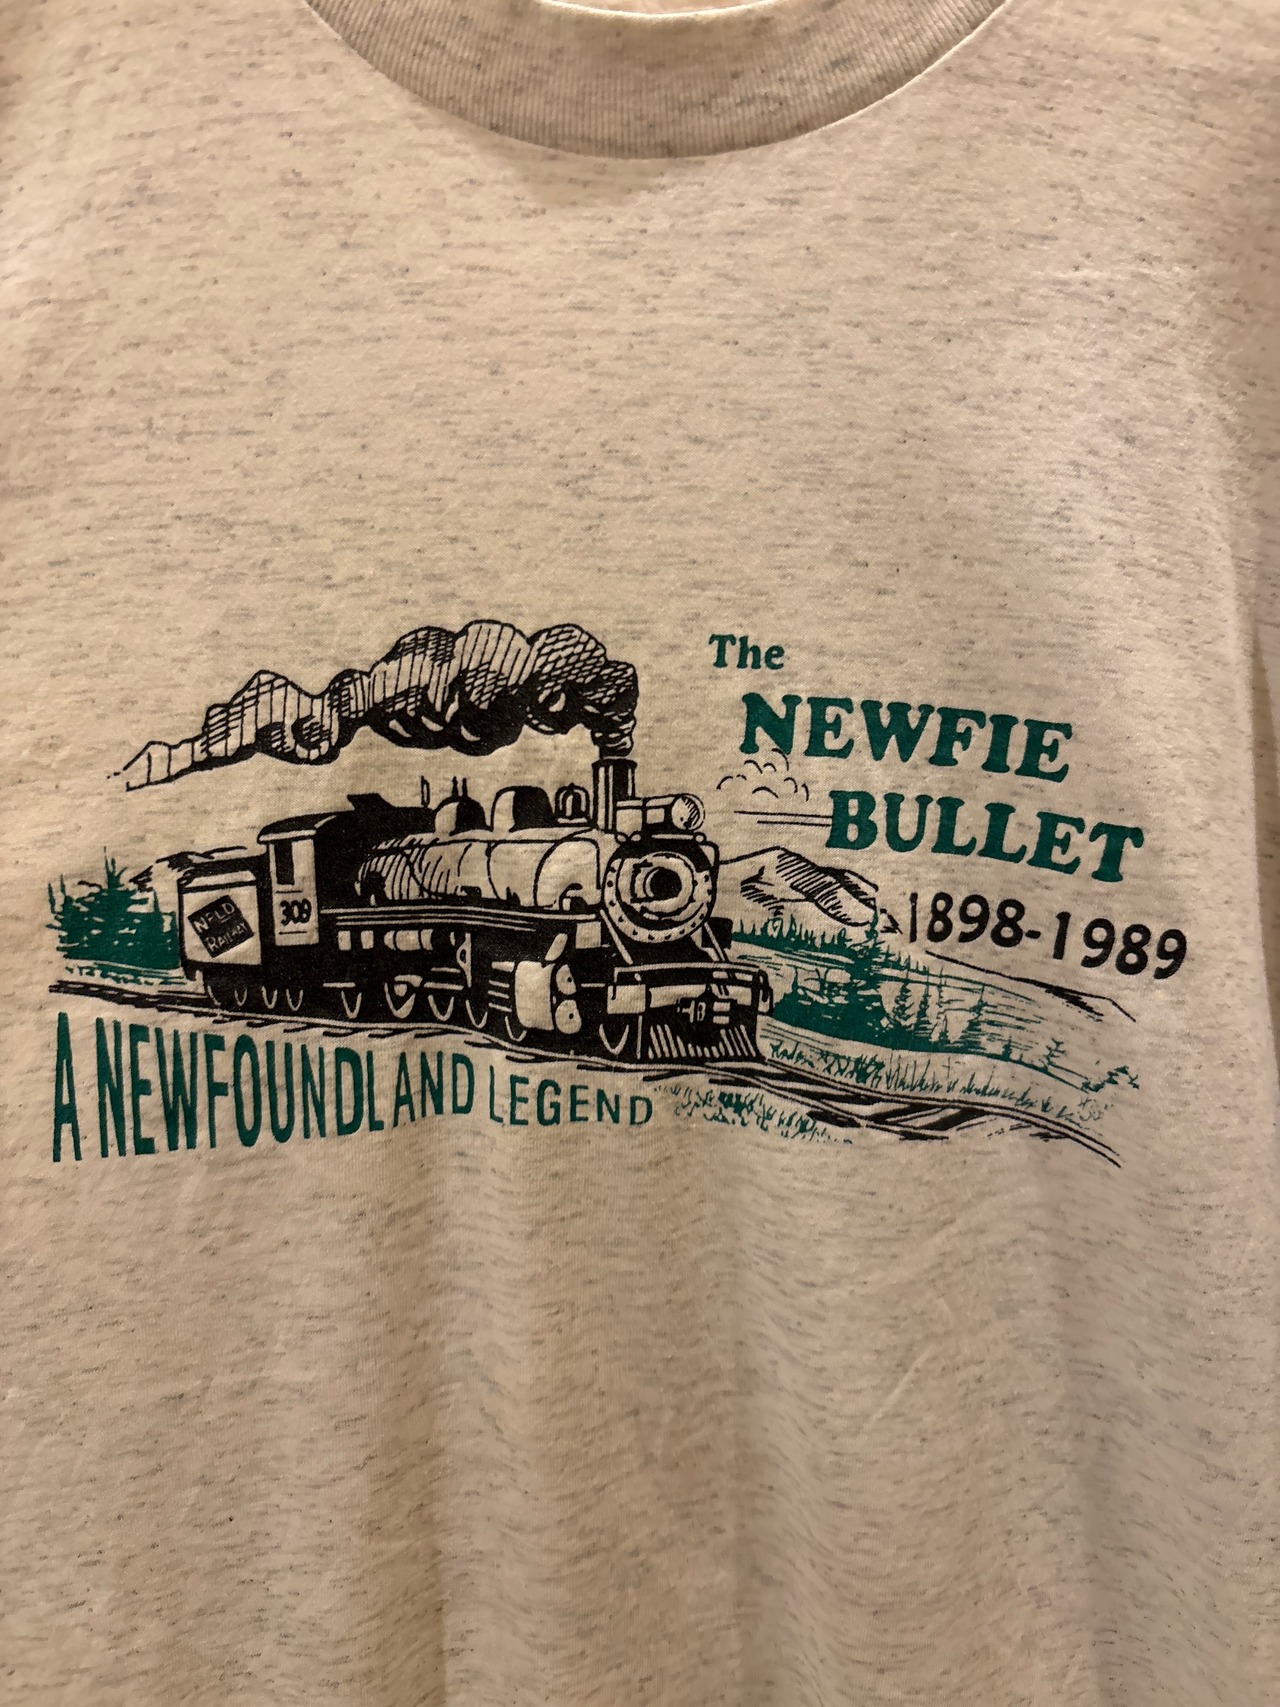 The
NEWFIE
BULLET
1898-1989
NFLD
RAILWAY
309
A NEWFOUNDLAND LEGEND